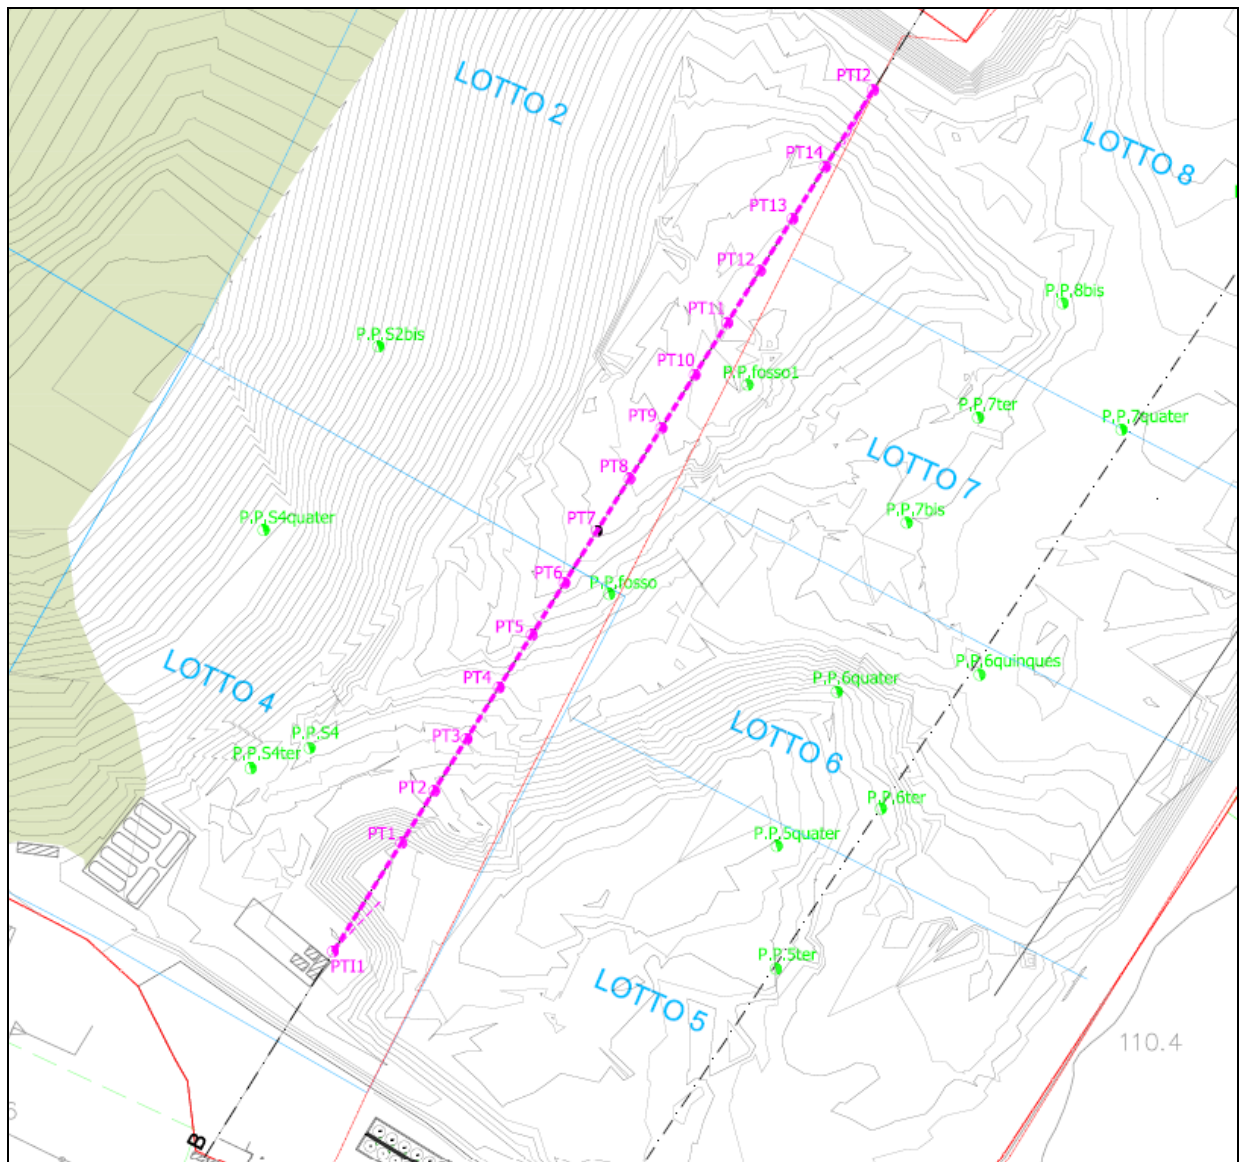 LOTTO 2
PTI2
LOTTO 8
PT14
PT13
PT12
P.P.8bis
PT11
P.P.S2bis
PT10
P.P.fosso1
P.P.7ter
PT9
P.P.7quater
LOTTO 7
PT8
P.P.S4quater
PT7
P.P.7bis
PT6
P.P.fosso
PT5
LOTTO 4
P.P.6quinques
PT4
P.P.6quater
P.P.S4
PT3
LOTTO 6
P.P.S4ter
PT2
P.P.6ter
PT1
P.P.5quater
P.P.5ter
PTI1
LOTTO 5
110.4
B